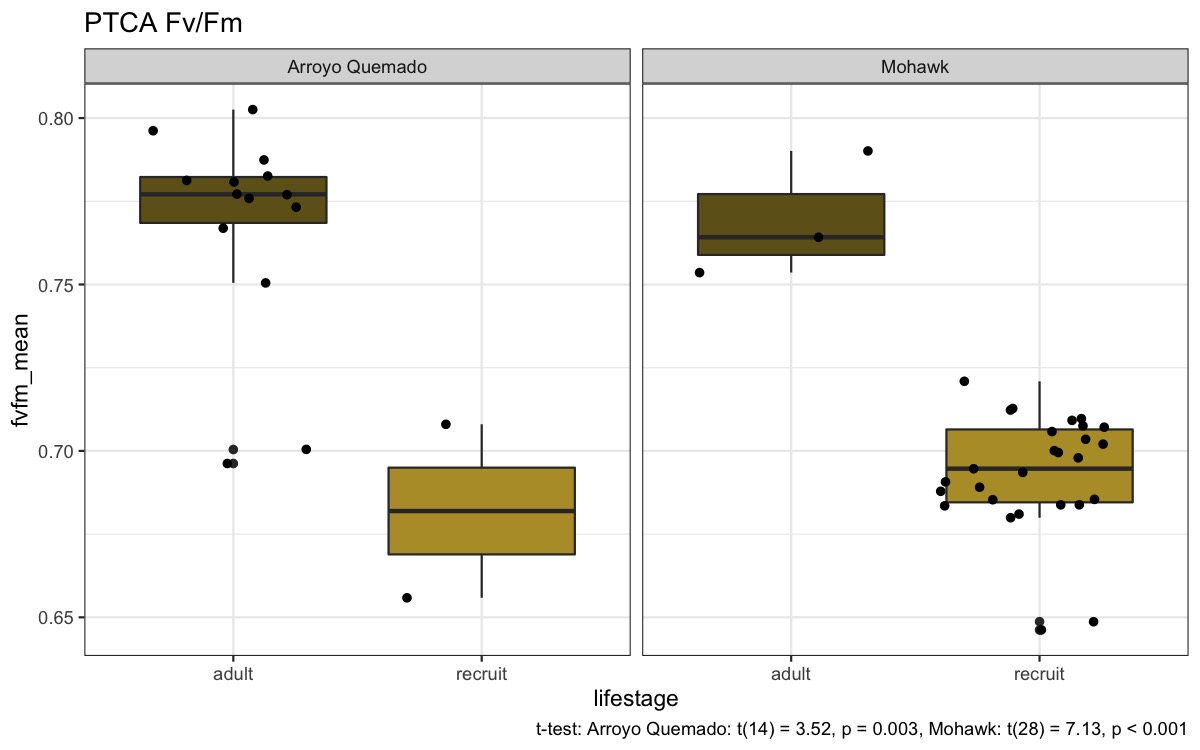 PTCA Fv/Fm
Arroyo Quemado
Mohawk
fvfm_mean
0.80
0.75
0.70
0.65
adult
recruit
adult
recruit
lifestage
t-test: Arroyo Quemado: t(14) = 3.52, p = 0.003, Mohawk: t(28) = 7.13, p < 0.001